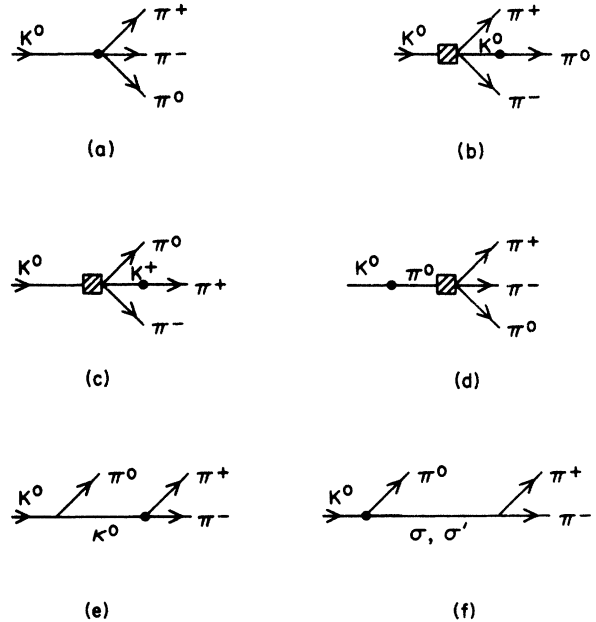 K⁰ π+
π-
π⁰
(a)
K⁰ K⁰ π+
π⁰
π-
(b)
K⁰ π⁰
K+ π+
π-
(c)
K⁰ π⁰ π+
π-
π⁰
(d)
K⁰ π⁰ π+
κ⁰ π-
(e)
K⁰ π⁰ π+
σ, σ' π-
(f)